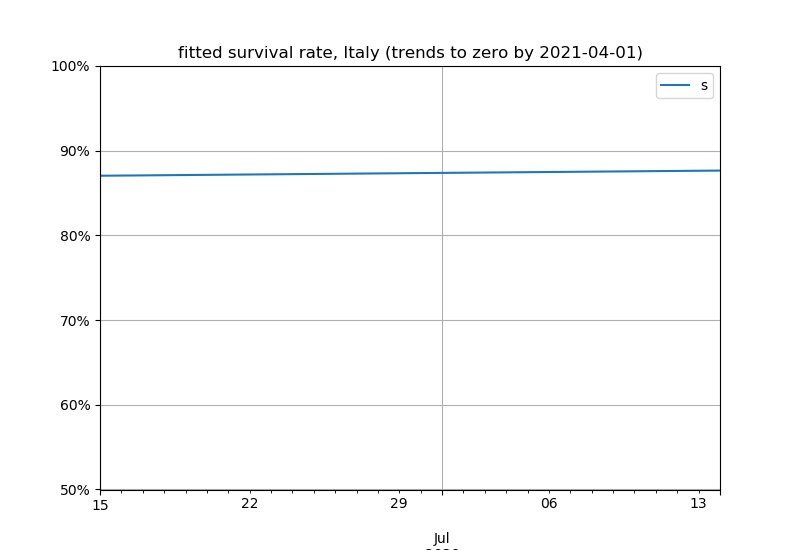 fitted survival rate, Italy (trends to zero by 2021-04-01)
100%
s
90%
80%
70%
60%
50%
15 22 29 06 13
Jul